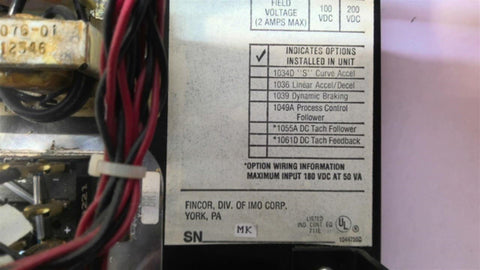 FIELD
VOLTAGE
(2 AMPS MAX)
100
VDC
200
VDC
076-01
12346
✓
INDICATES OPTIONS
INSTALLED IN UNIT
1034D "S" Curve Accel
1036 Linear Accel/Decel
1039 Dynamic Braking
1049A Process Control
Follower
*1055A DC Tach Follower
*1061D DC Tach Feedback
*OPTION WIRING INFORMATION
MAXIMUM INPUT 180 VDC AT 50 VA
FINCOR, DIV. OF IMO CORP.
YORK, PA
LISTED
IND. CONT. EQ.
UL
SN
MK